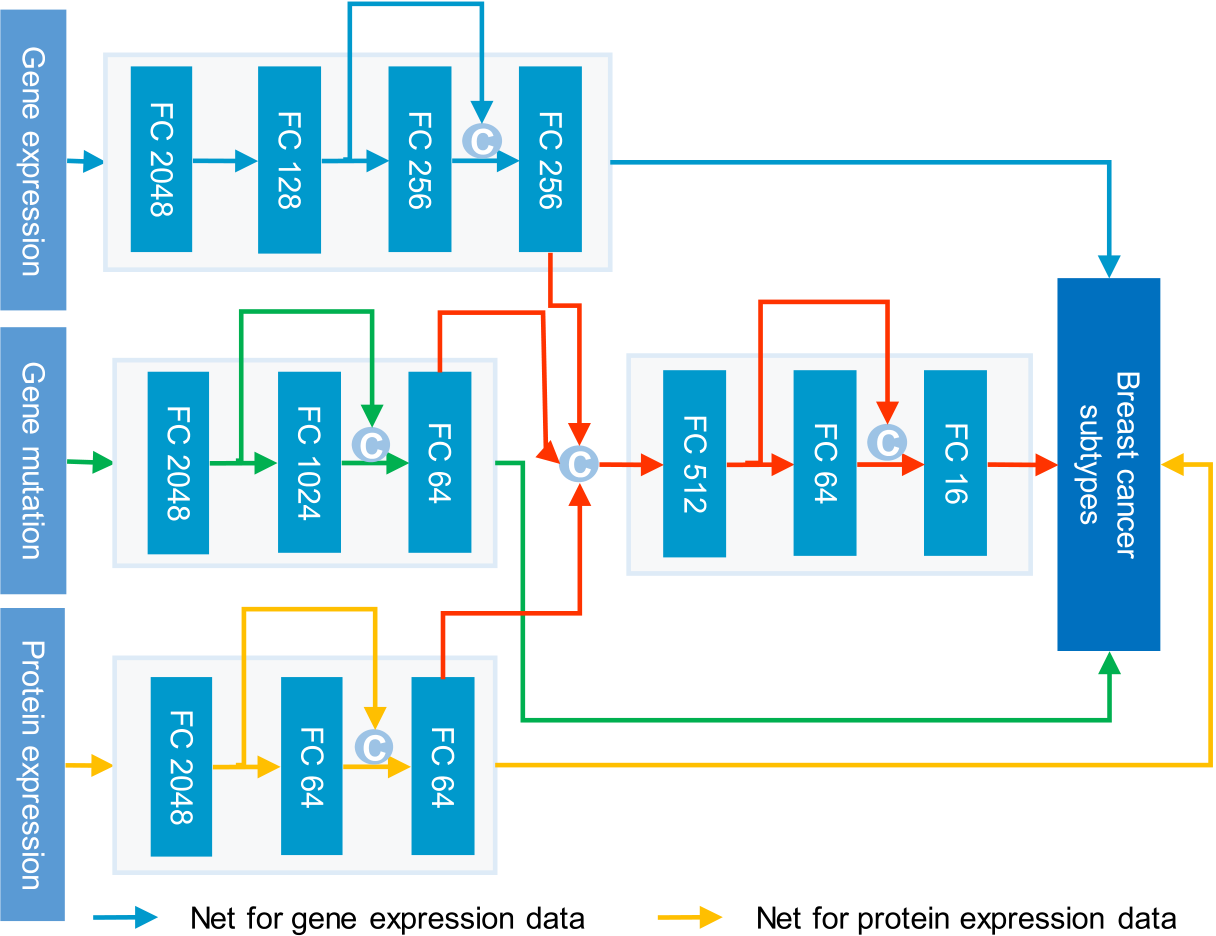 Gene expression
FC 2048
FC 128
FC 256
C
FC 256
Gene mutation
FC 2048
FC 1024
C
FC 64
C
FC 512
FC 64
C
FC 16
Breast cancer
subtypes
Protein expression
FC 2048
FC 64
C
FC 64
Net for gene expression data
Net for protein expression data